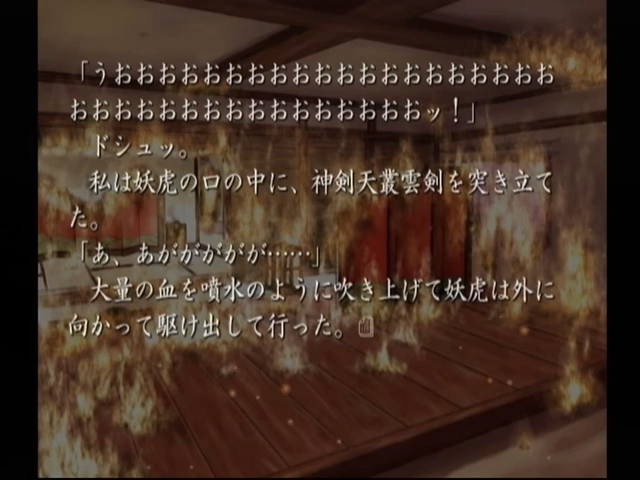 「うおおおおおおおおおおおおおおおおおおおお
おおおおおおおおおおおおおおおおッ！」
　ドシュッ。
　私は妖虎の口の中に、神剣天叢雲剣を突き立て
た。
「あ、あががががが……」
　大量の血を噴水のように吹き上げて妖虎は外に
向かって駆け出して行った。